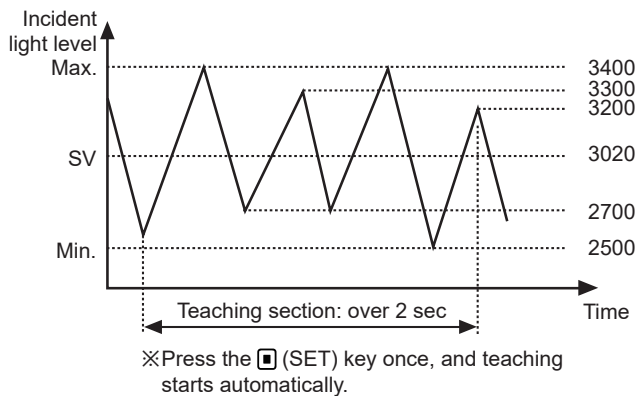 Incident
light level
Max.
3400
3300
3200
SV
3020
2700
Min.
2500
Teaching section: over 2 sec
Time
※Press the ▣ (SET) key once, and teaching
starts automatically.